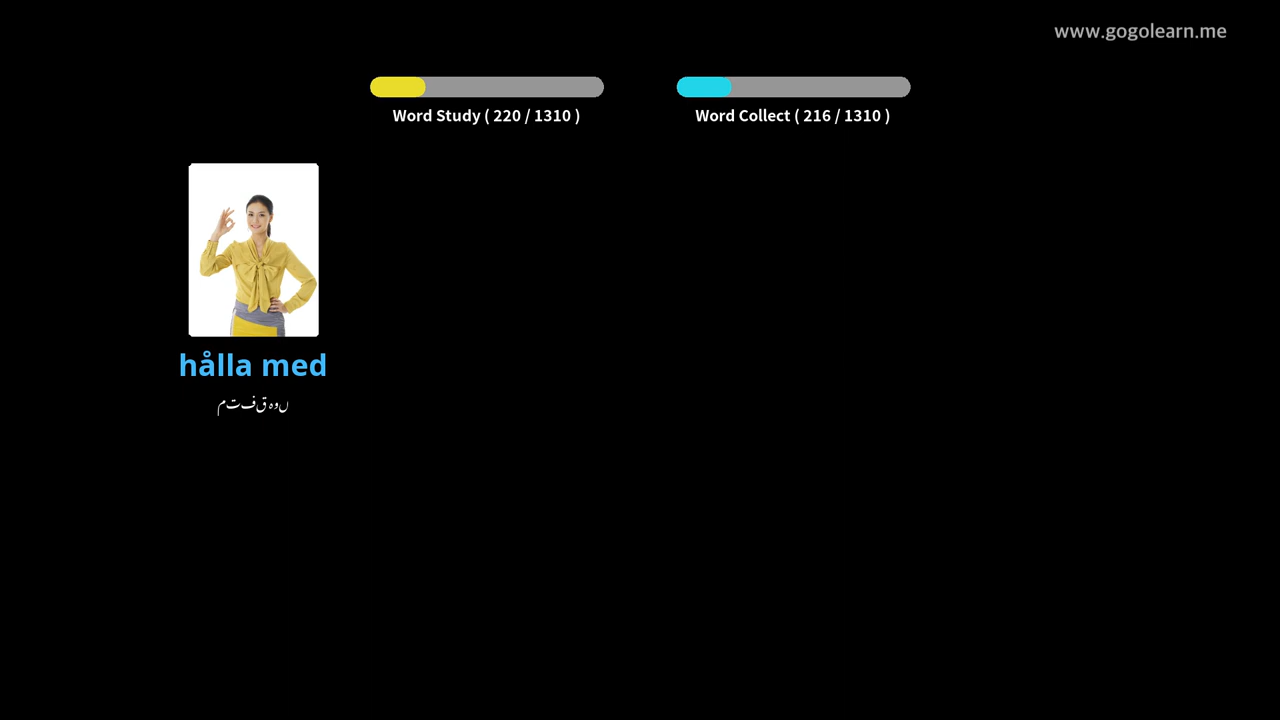 www.gogolearn.me
Word Study ( 220 / 1310 )
Word Collect ( 216 / 1310 )
hålla med
متفق ہوں